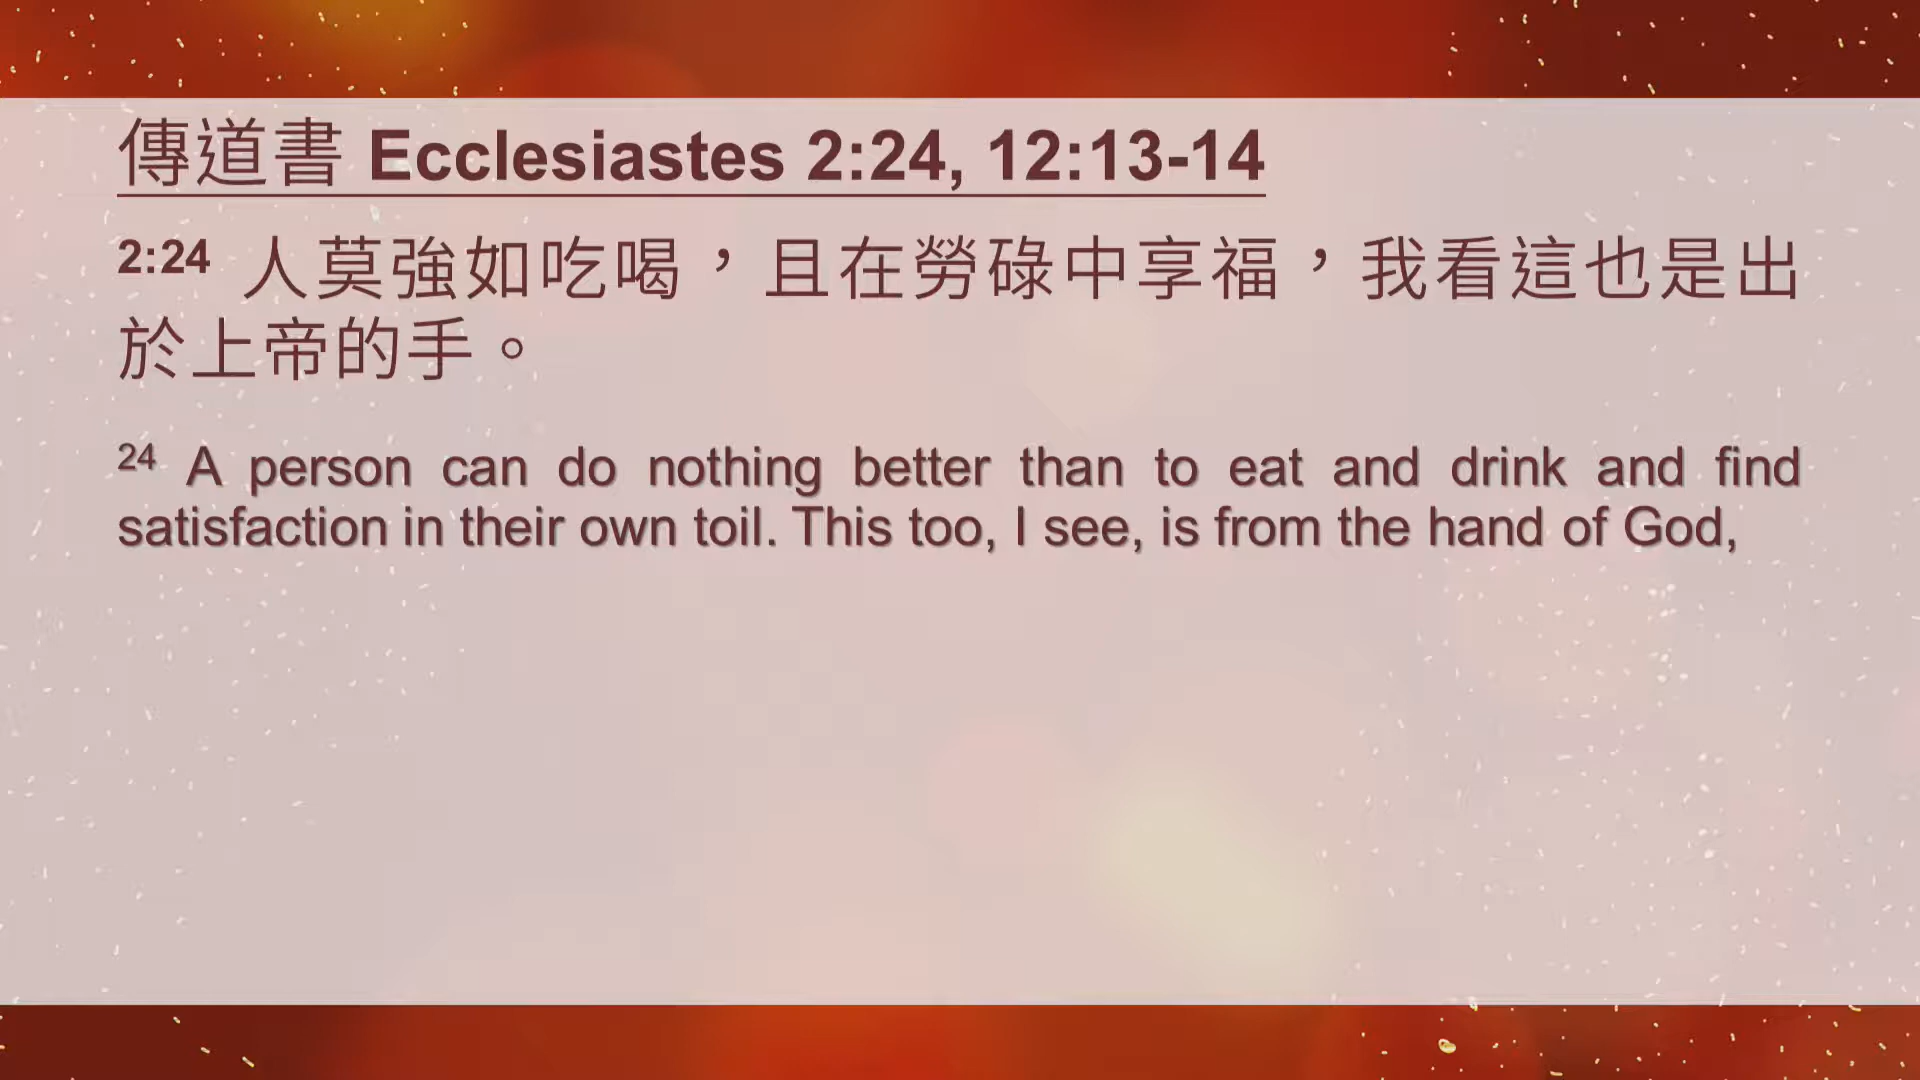 傳道書 Ecclesiastes 2:24, 12:13-14
2:24 人莫強如吃喝，且在勞碌中享福，我看這也是出
於上帝的手。
24 A person can do nothing better than to eat and drink and find
satisfaction in their own toil. This too, I see, is from the hand of God,